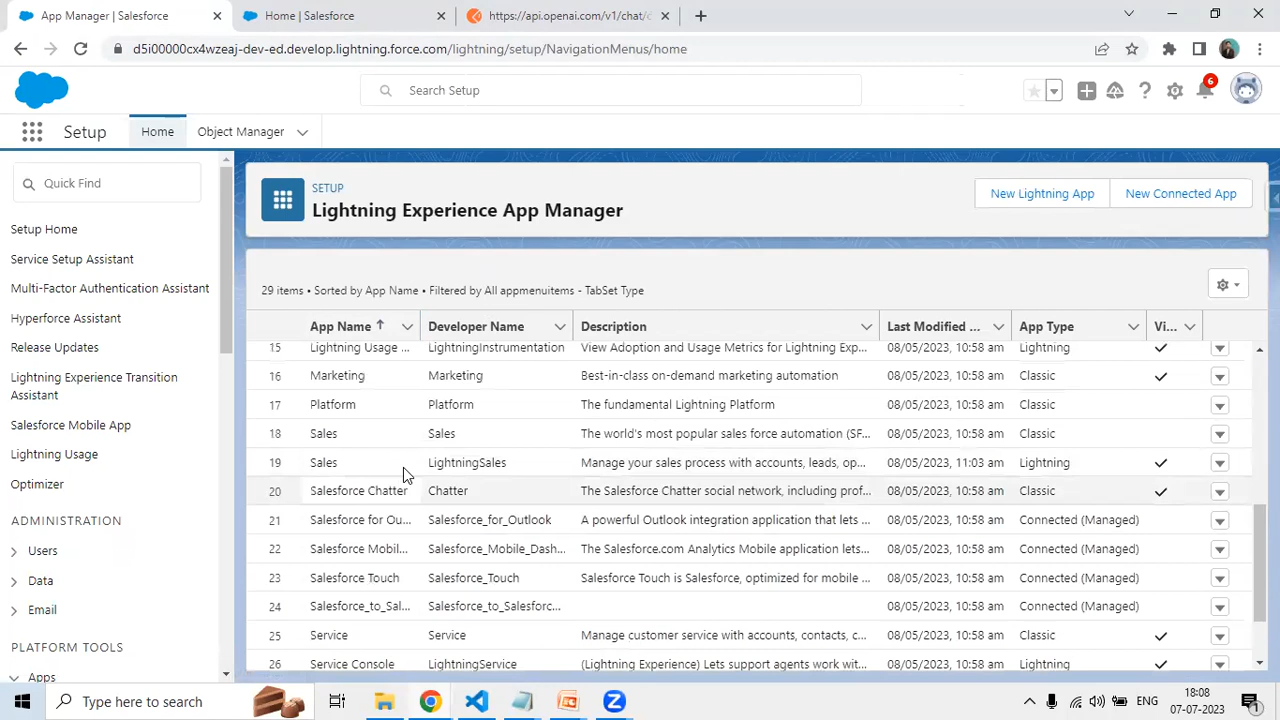 App Manager | Salesforce
Home | Salesforce
https://api.openai.com/v1/chat/c
d5i00000cx4wzeaj-dev-ed.develop.lightning.force.com/lightning/setup/NavigationMenus/home
Search Setup
6
Setup
Home
Object Manager
Quick Find
Setup Home
Service Setup Assistant
Multi-Factor Authentication Assistant
Hyperforce Assistant
Release Updates
Lightning Experience Transition
Assistant
Salesforce Mobile App
Lightning Usage
Optimizer
ADMINISTRATION
Users
Data
Email
PLATFORM TOOLS
Apps
SETUP
Lightning Experience App Manager
New Lightning App
New Connected App
29 items • Sorted by App Name • Filtered by All appmenuitems - TabSet Type
App Name Developer Name Description Last Modified ... App Type Vi...
15 Lightning Usage ... LightningInstrumentation View Adoption and Usage Metrics for Lightning Exp... 08/05/2023, 10:58 am Lightning
16 Marketing Marketing Best-in-class on-demand marketing automation 08/05/2023, 10:58 am Classic
17 Platform Platform The fundamental Lightning Platform 08/05/2023, 10:58 am Classic
18 Sales Sales The world's most popular sales force automation (SF... 08/05/2023, 10:58 am Classic
19 Sales LightningSales Manage your sales process with accounts, leads, op... 08/05/2023, 11:03 am Lightning
20 Salesforce Chatter Chatter The Salesforce Chatter social network, including prof... 08/05/2023, 10:58 am Classic
21 Salesforce for Ou... Salesforce_for_Outlook A powerful Outlook integration application that lets ... 08/05/2023, 10:58 am Connected (Managed)
22 Salesforce Mobil... Salesforce_Mobile_Dash... The Salesforce.com Analytics Mobile application lets... 08/05/2023, 10:58 am Connected (Managed)
23 Salesforce Touch Salesforce_Touch Salesforce Touch is Salesforce, optimized for mobile ... 08/05/2023, 10:58 am Connected (Managed)
24 Salesforce_to_Sal... Salesforce_to_Salesforc... 08/05/2023, 10:58 am Connected (Managed)
25 Service Service Manage customer service with accounts, contacts, c... 08/05/2023, 10:58 am Classic
26 Service Console LightningService (Lightning Experience) Lets support agents work wit... 08/05/2023, 10:58 am Lightning
Type here to search
ENG
18:08
07-07-2023
1